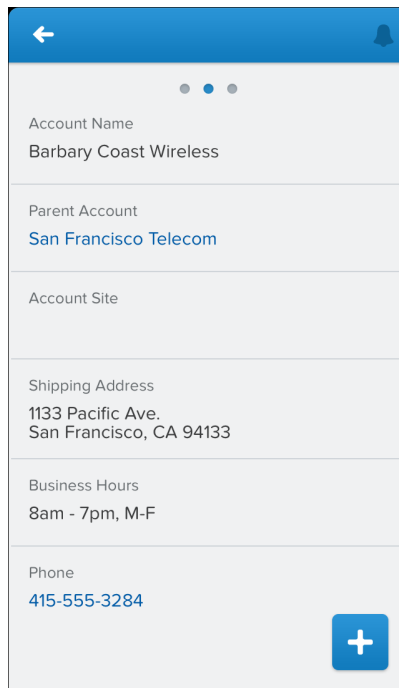 Account Name
Barbary Coast Wireless
Parent Account
San Francisco Telecom
Account Site
Shipping Address
1133 Pacific Ave.
San Francisco, CA 94133
Business Hours
8am - 7pm, M-F
Phone
415-555-3284